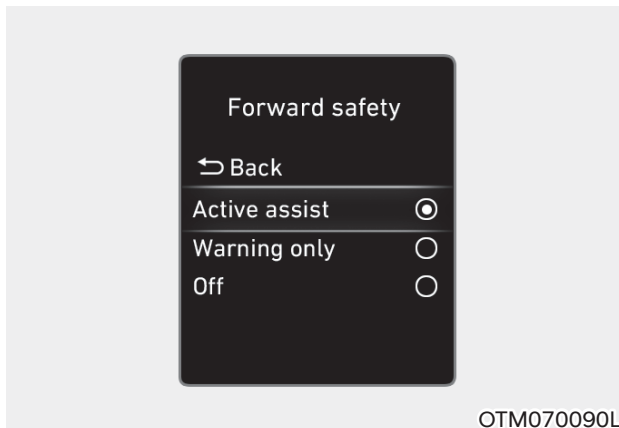 Forward safety
Back
Active assist
Warning only
Off
OTM070090L